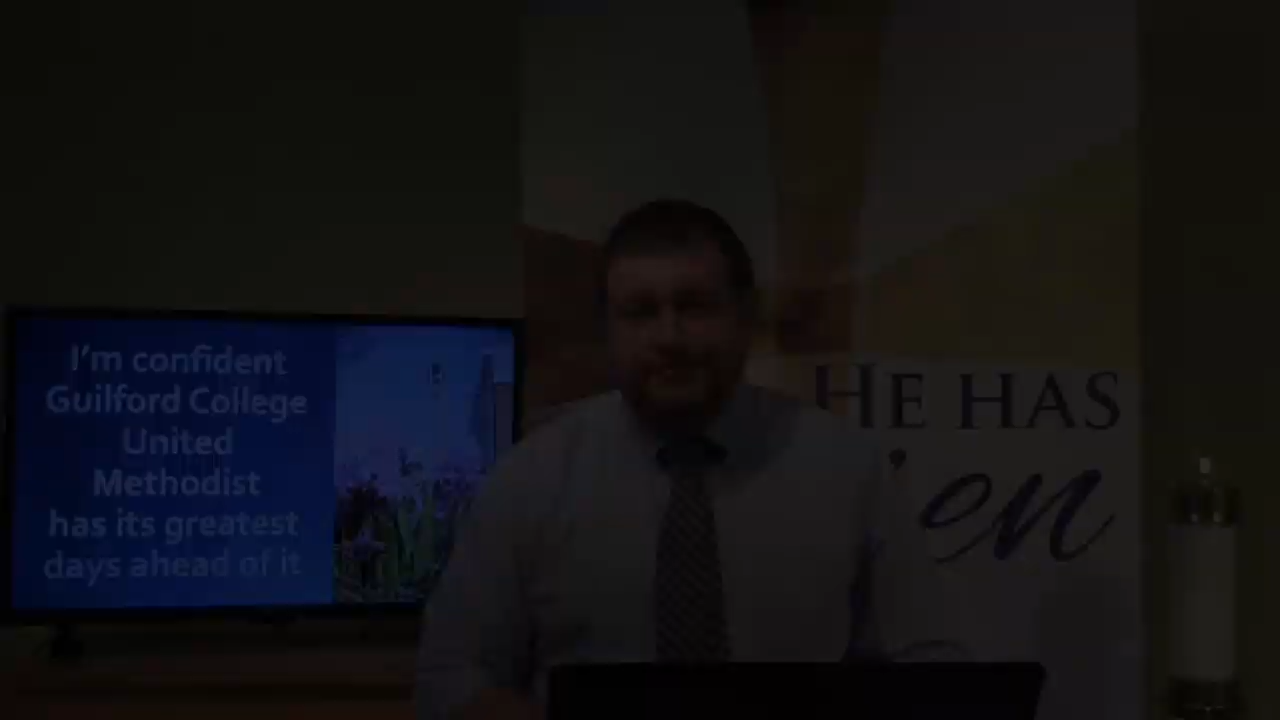 I'm confident
Guilford College
United
Methodist
has its greatest
days ahead of it
HE HAS